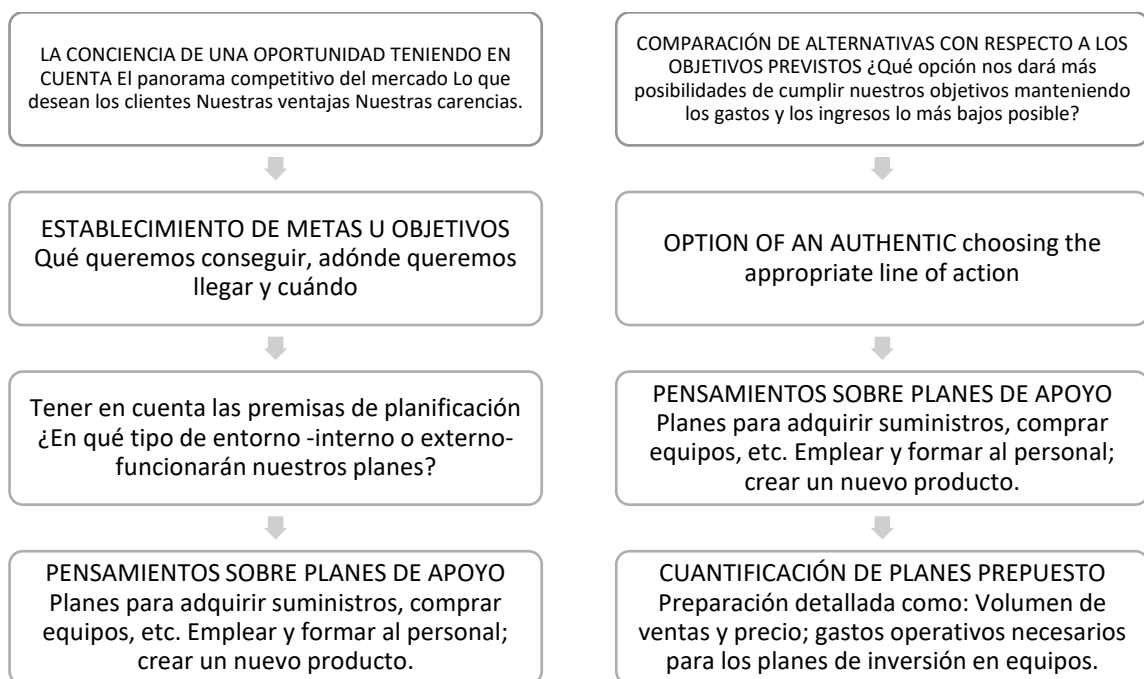 LA CONCIENCIA DE UNA OPORTUNIDAD TENIENDO EN
CUENTA El panorama competitivo del mercado Lo que
desean los clientes Nuestras ventajas Nuestras carencias.
ESTABLECIMIENTO DE METAS U OBJETIVOS
Qué queremos conseguir, adónde queremos
llegar y cuándo
Tener en cuenta las premisas de planificación
¿En qué tipo de entorno -interno o externo-
funcionarán nuestros planes?
PENSAMIENTOS SOBRE PLANES DE APOYO
Planes para adquirir suministros, comprar
equipos, etc. Emplear y formar al personal;
crear un nuevo producto.
COMPARACIÓN DE ALTERNATIVAS CON RESPECTO A LOS
OBJETIVOS PREVISTOS ¿Qué opción nos dará más
posibilidades de cumplir nuestros objetivos manteniendo
los gastos y los ingresos lo más bajos posible?
OPTION OF AN AUTHENTIC choosing the
appropriate line of action
PENSAMIENTOS SOBRE PLANES DE APOYO
Planes para adquirir suministros, comprar
equipos, etc. Emplear y formar al personal;
crear un nuevo producto.
CUANTIFICACIÓN DE PLANES PREPUESTO
Preparación detallada como: Volumen de
ventas y precio; gastos operativos necesarios
para los planes de inversión en equipos.